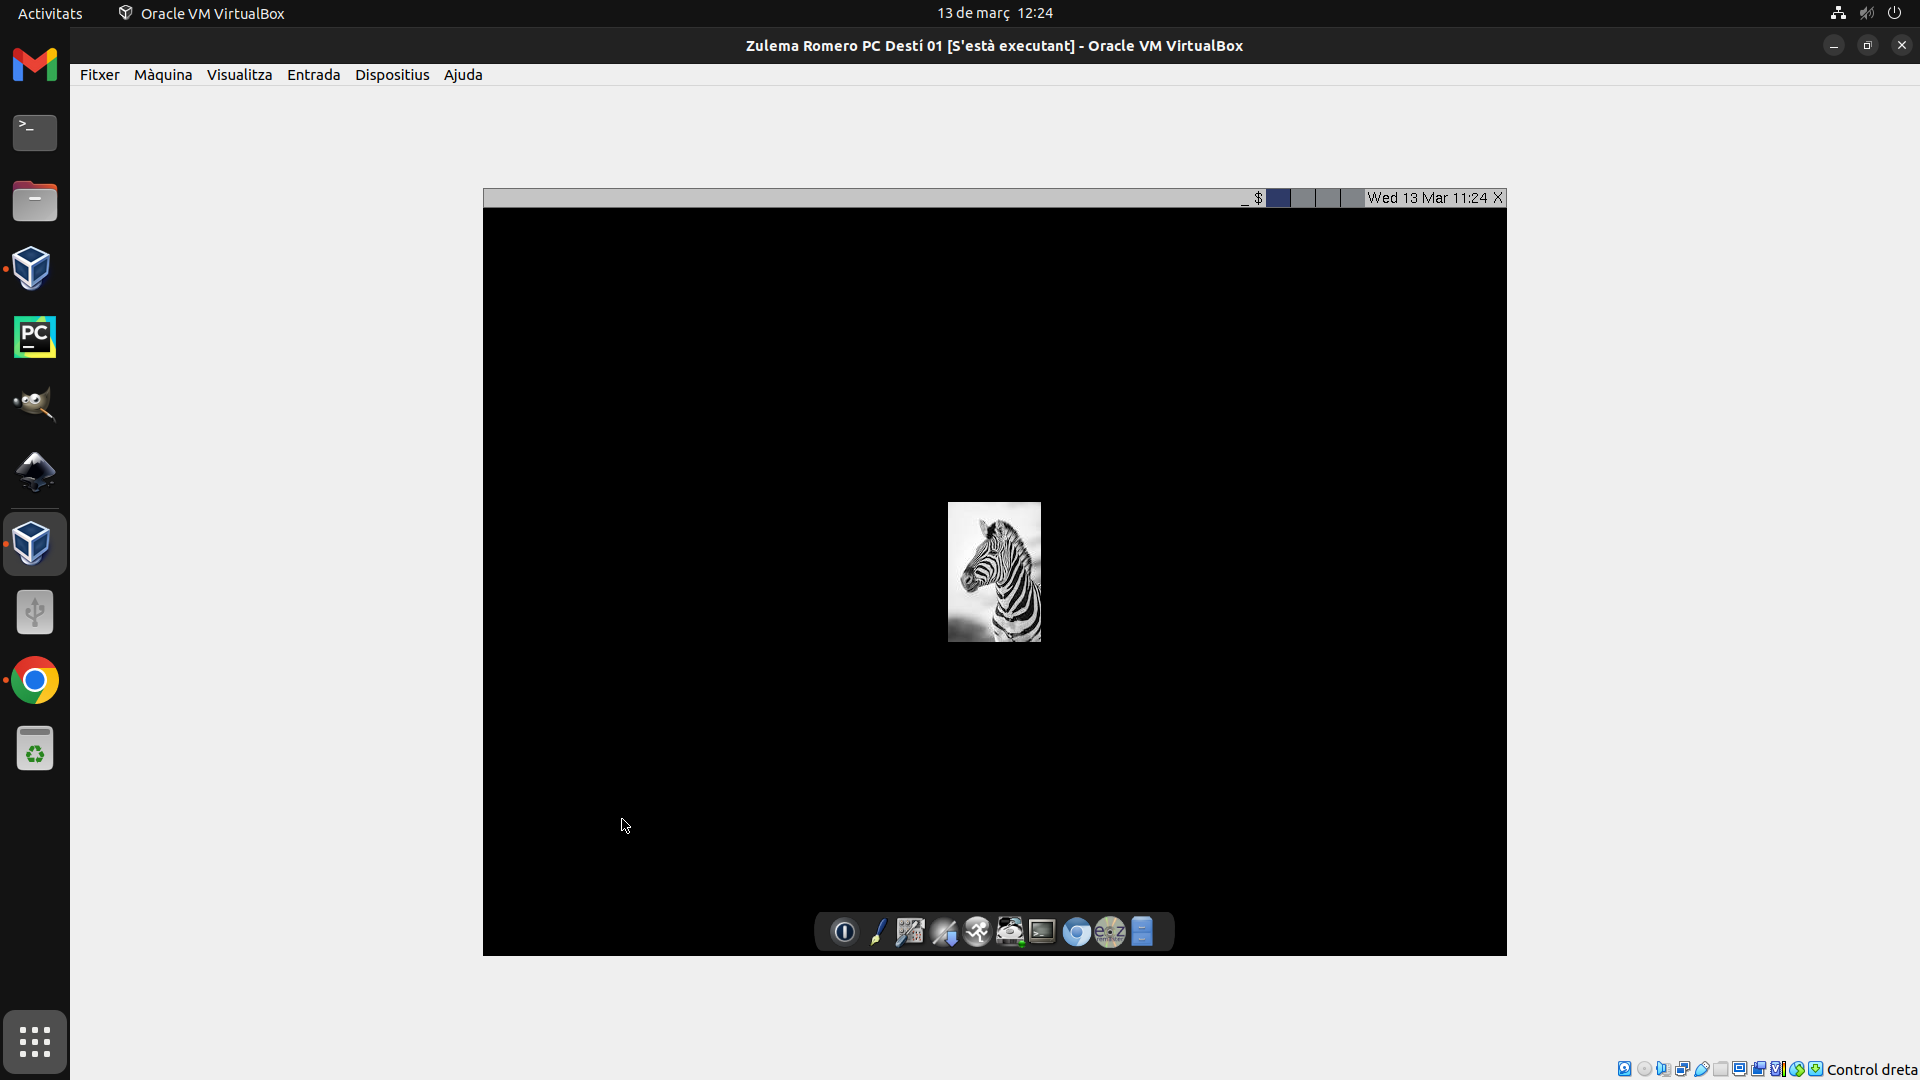 Activitats
Oracle VM VirtualBox
13 de març 12:24
Zulema Romero PC Destí 01 [S'està executant] - Oracle VM VirtualBox
Fitxer Màquina Visualitza Entrada Dispositius Ajuda
>_
_ $ Wed 13 Mar 11:24 X
PC
Control dreta